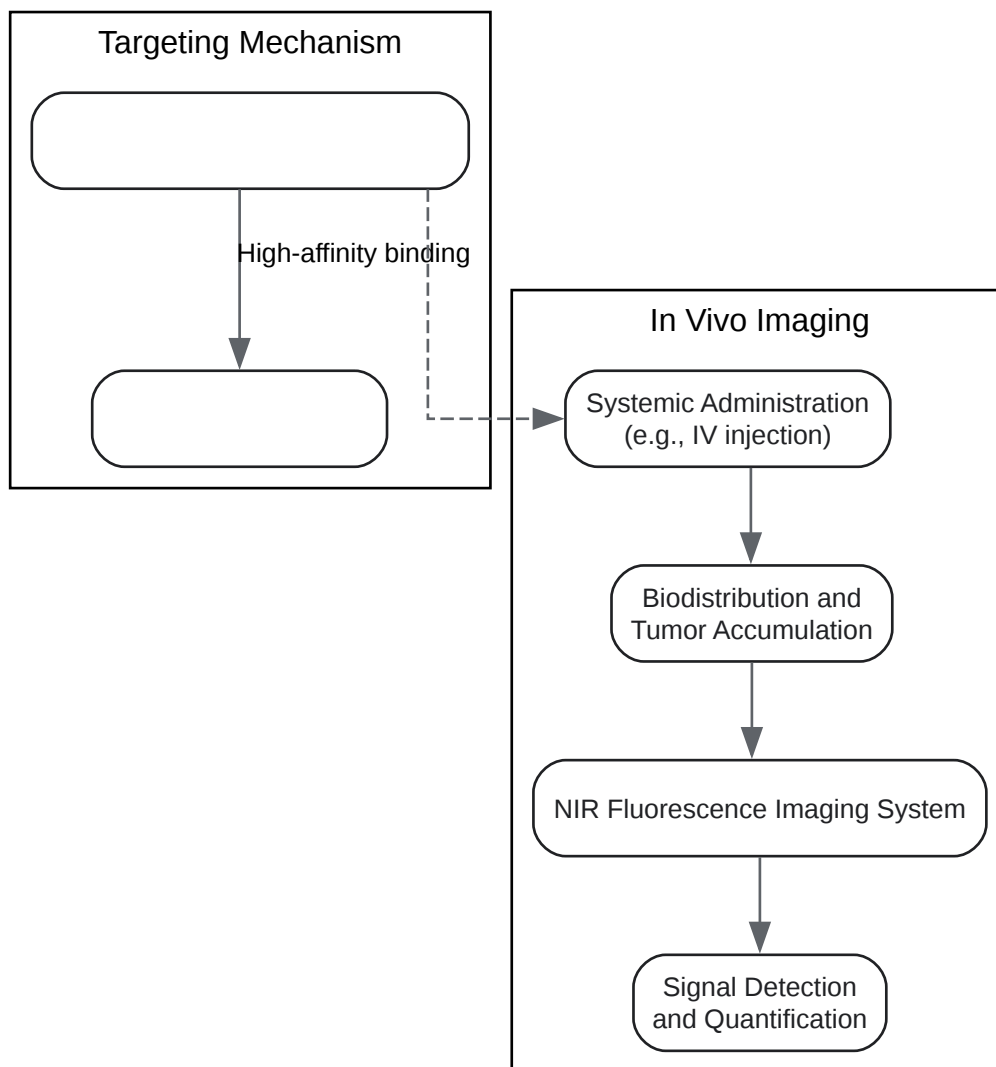 Targeting Mechanism
High-affinity binding
In Vivo Imaging
Systemic Administration
(e.g., IV injection)
Biodistribution and
Tumor Accumulation
NIR Fluorescence Imaging System
Signal Detection
and Quantification